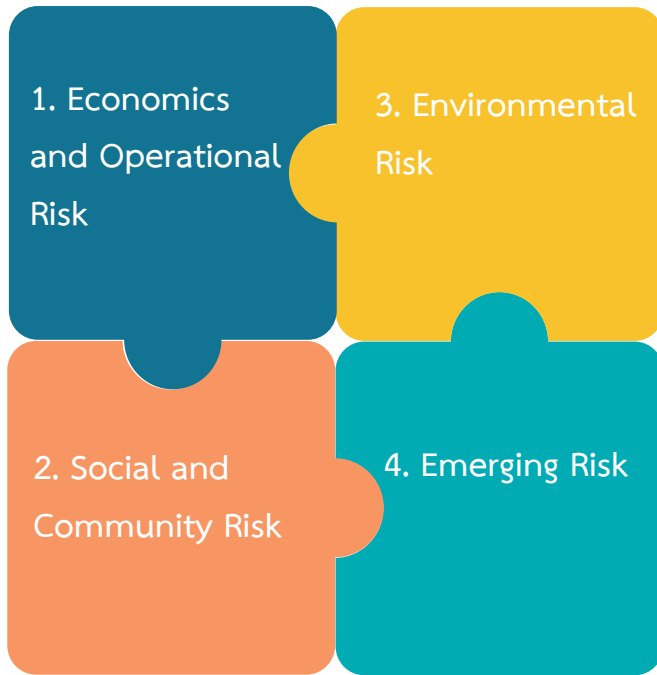 1. Economics
and Operational
Risk
2. Social and
Community Risk
3. Environmental
Risk
4. Emerging Risk